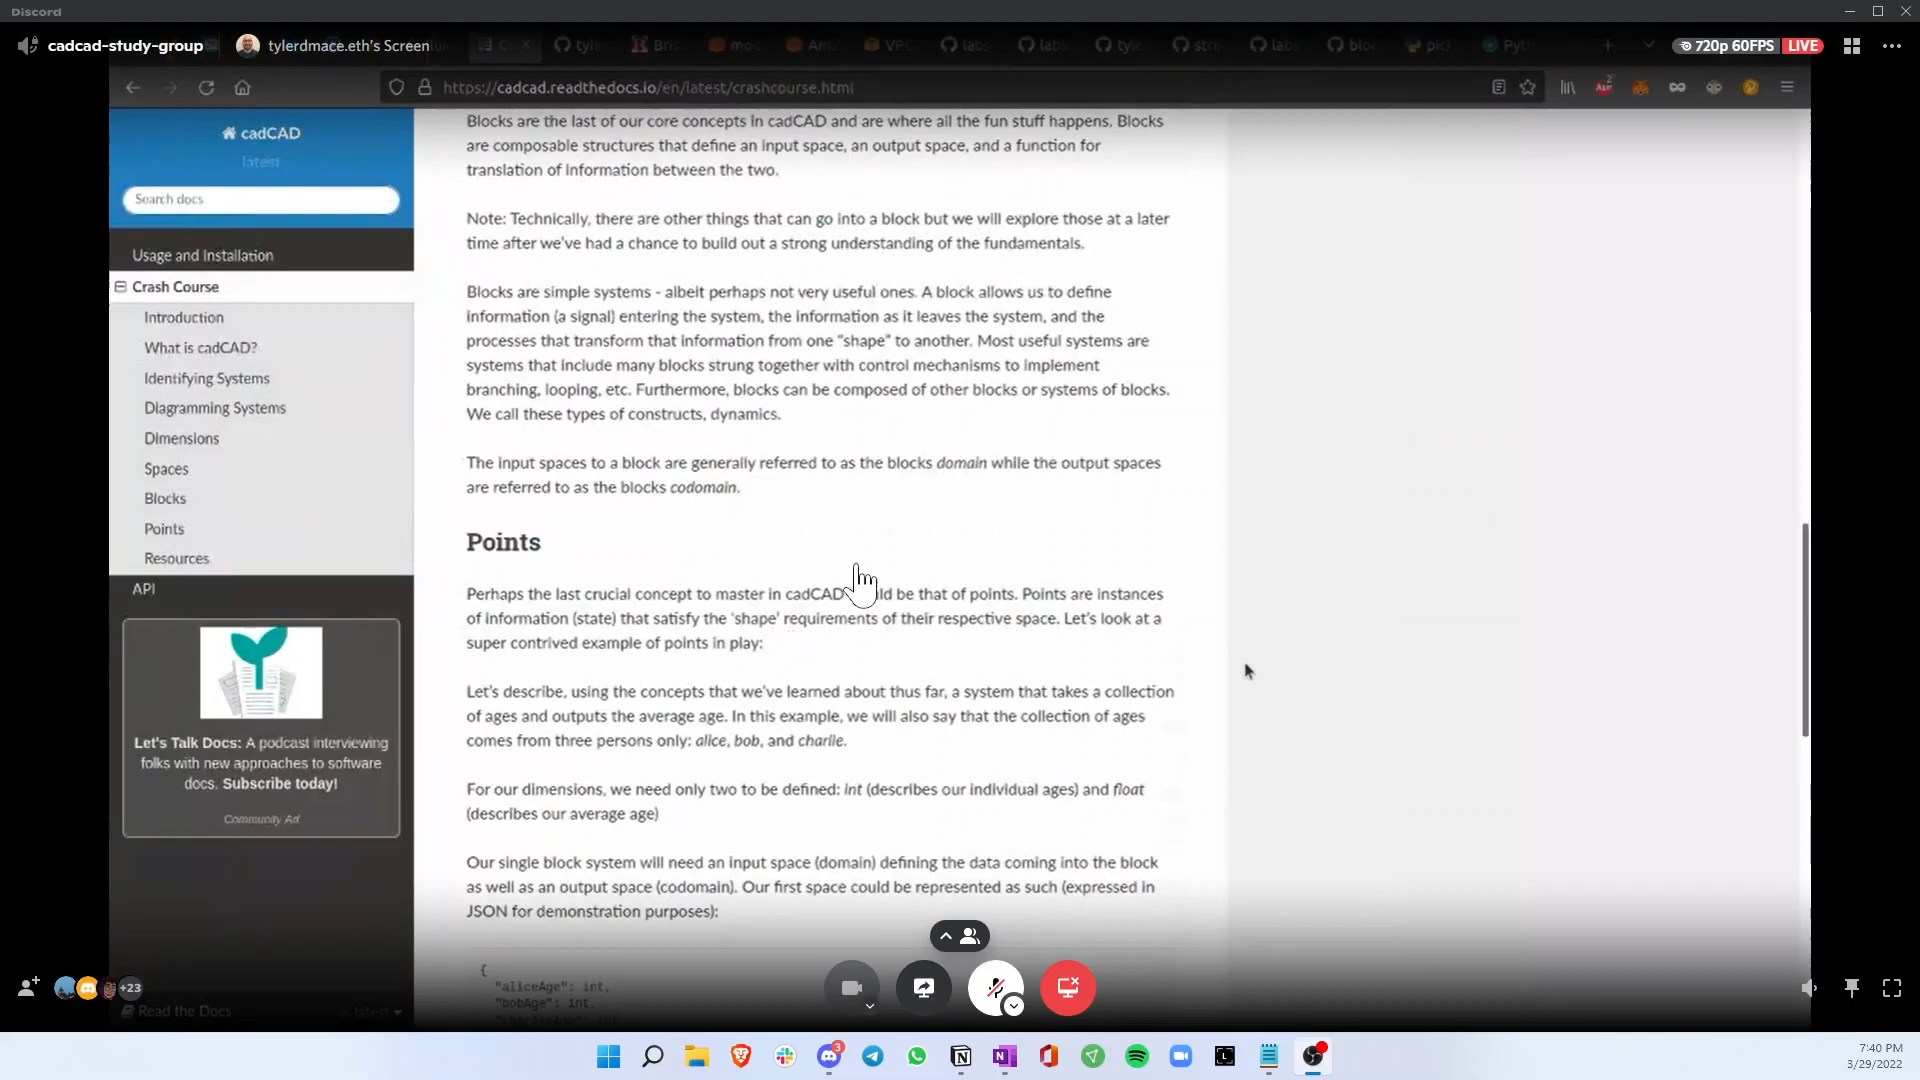 Discord
cadcad-study-group
tylerdmace.eth's Screen
tyle
Bris
mod
Am
VPC
labs
labs
tyle
stre
labs
bloc
pick
Pyt
720p 60FPS
LIVE
https://cadcad.readthedocs.io/en/latest/crashcourse.html
2
cadCAD
latest
Search docs
Usage and Installation
Crash Course
Introduction
What is cadCAD?
Identifying Systems
Diagramming Systems
Dimensions
Spaces
Blocks
Points
Resources
API
Let's Talk Docs: A podcast interviewing
folks with new approaches to software
docs. Subscribe today!
Community Ad
Read the Docs
latest
Blocks are the last of our core concepts in cadCAD and are where all the fun stuff happens. Blocks
are composable structures that define an input space, an output space, and a function for
translation of information between the two.
Note: Technically, there are other things that can go into a block but we will explore those at a later
time after we've had a chance to build out a strong understanding of the fundamentals.
Blocks are simple systems - albeit perhaps not very useful ones. A block allows us to define
information (a signal) entering the system, the information as it leaves the system, and the
processes that transform that information from one "shape" to another. Most useful systems are
systems that include many blocks strung together with control mechanisms to implement
branching, looping, etc. Furthermore, blocks can be composed of other blocks or systems of blocks.
We call these types of constructs, dynamics.
The input spaces to a block are generally referred to as the blocks domain while the output spaces
are referred to as the blocks codomain.
Points
Perhaps the last crucial concept to master in cadCAD ld be that of points. Points are instances
of information (state) that satisfy the 'shape' requirements of their respective space. Let's look at a
super contrived example of points in play:
Let's describe, using the concepts that we've learned about thus far, a system that takes a collection
of ages and outputs the average age. In this example, we will also say that the collection of ages
comes from three persons only: alice, bob, and charlie.
For our dimensions, we need only two to be defined: int (describes our individual ages) and float
(describes our average age)
Our single block system will need an input space (domain) defining the data coming into the block
as well as an output space (codomain). Our first space could be represented as such (expressed in
JSON for demonstration purposes):
{
"aliceAge": int,
"bobAge": int,
+23
3
L
7:40 PM
3/29/2022